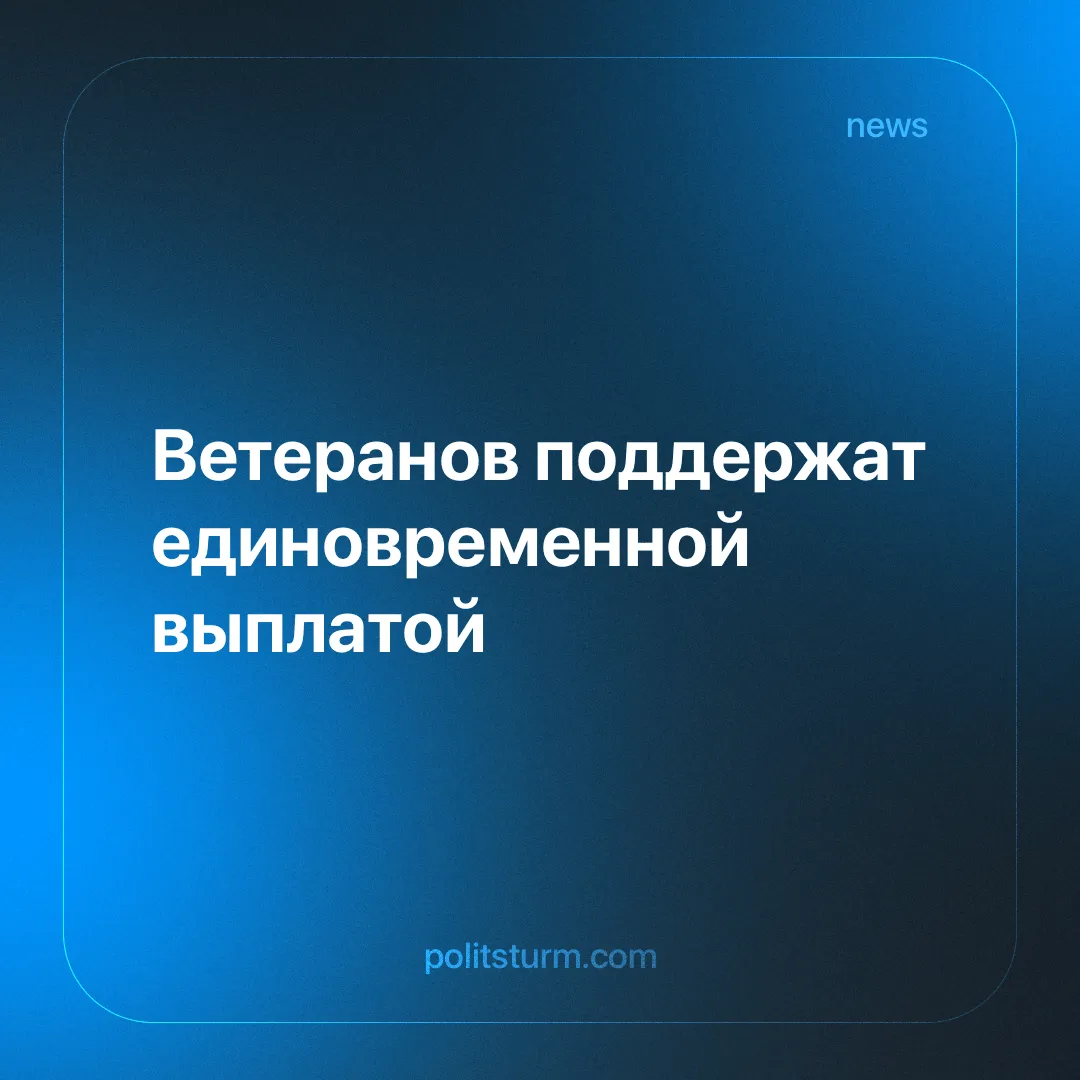 news
Ветеранов поддержат
единовременной
выплатой
politsturm.com